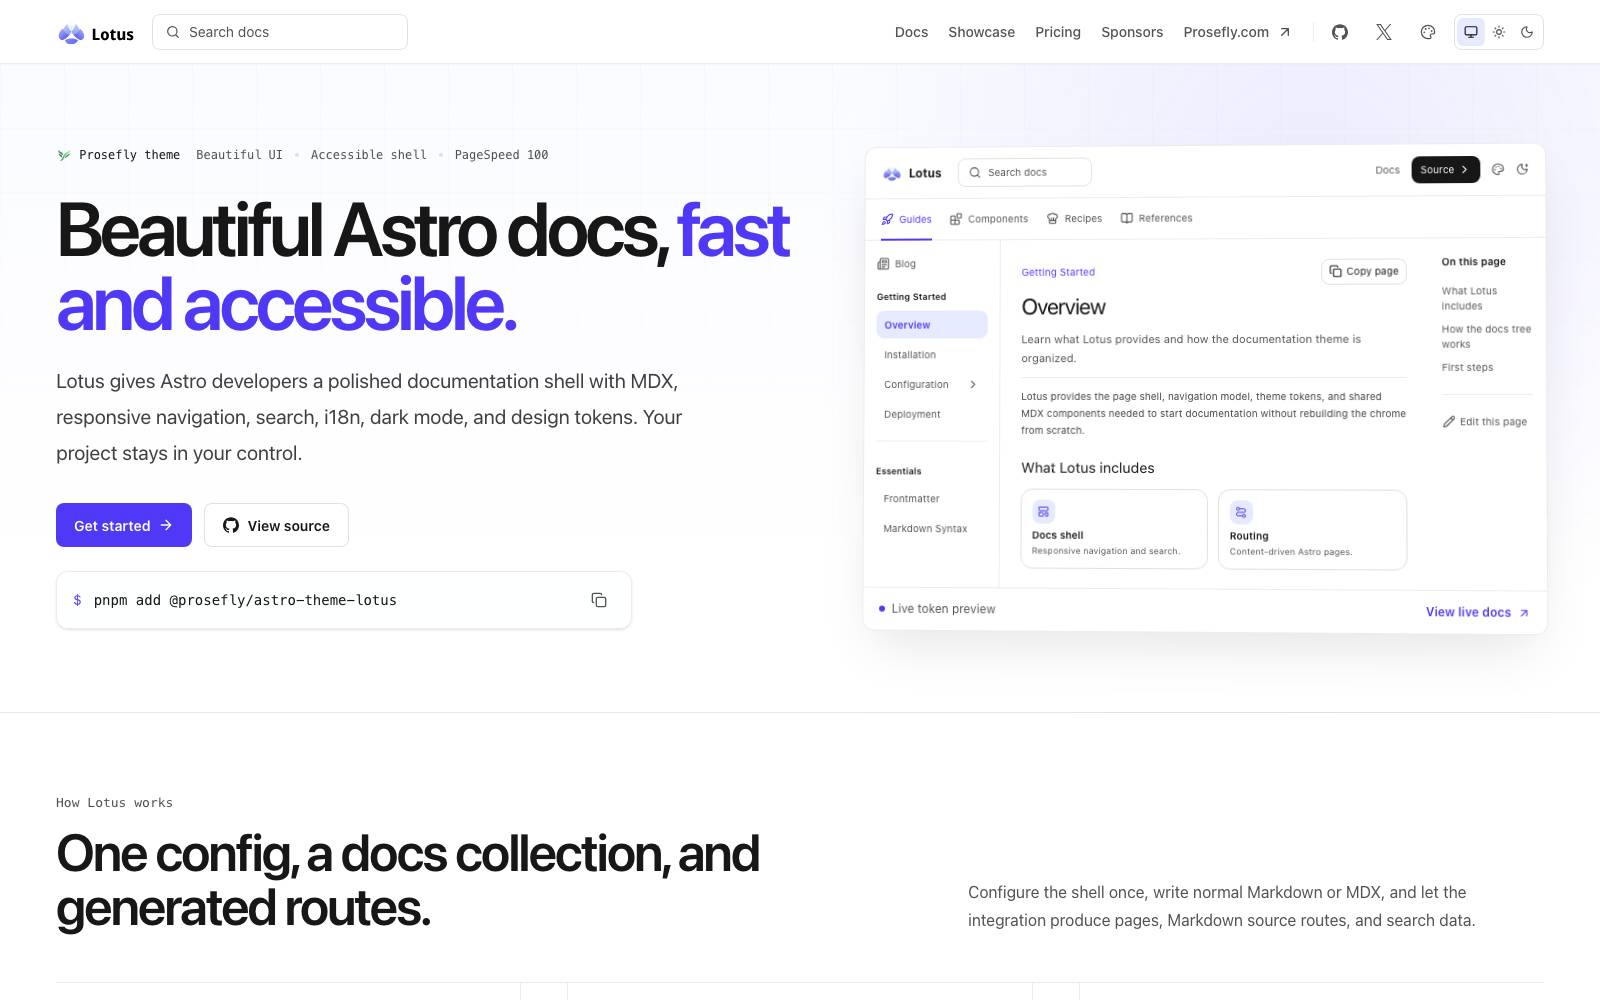 Lotus
Search docs
Docs
Showcase
Pricing
Sponsors
Prosefly.com
Prosefly theme
Beautiful UI • Accessible shell • PageSpeed 100
Beautiful Astro docs, fast
and accessible.
Lotus gives Astro developers a polished documentation shell with MDX,
responsive navigation, search, i18n, dark mode, and design tokens. Your
project stays in your control.
Get started
View source
$ pnpm add @prosefly/astro-theme-lotus
Lotus
Search docs
Docs
Source
Guides
Components
Recipes
References
Blog
Getting Started
Overview
Installation
Configuration
Deployment
Essentials
Frontmatter
Markdown Syntax
Getting Started
Copy page
Overview
Learn what Lotus provides and how the documentation theme is
organized.
Lotus provides the page shell, navigation model, theme tokens, and shared
MDX components needed to start documentation without rebuilding the chrome
from scratch.
What Lotus includes
Docs shell
Responsive navigation and search.
Routing
Content-driven Astro pages.
On this page
What Lotus
includes
How the docs tree
works
First steps
Edit this page
Live token preview
View live docs
How Lotus works
One config, a docs collection, and
generated routes.
Configure the shell once, write normal Markdown or MDX, and let the
integration produce pages, Markdown source routes, and search data.